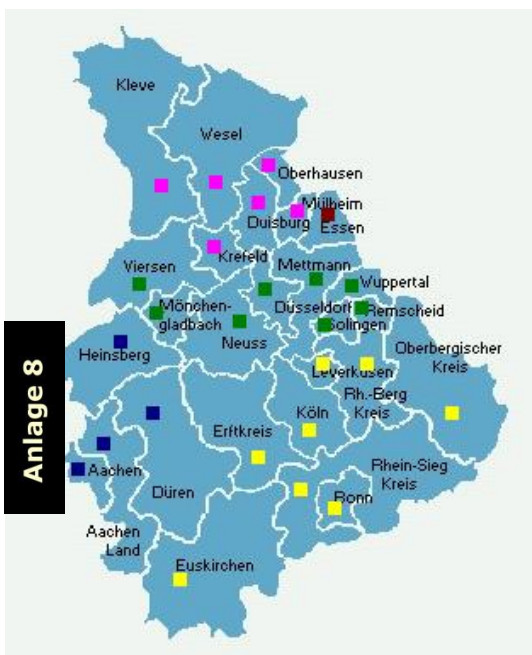 Kleve
Wesel
Oberhausen
Mülheim
Duisburg
Essen
Krefeld
Viersen
Mettmann
Wuppertal
Mönchen-
gladbach
Düsseldorf
Remscheid
Solingen
Neuss
Heinsberg
Oberbergischer
Kreis
Leverkusen
Rh.-Berg
Kreis
Köln
Erftkreis
Anlage 8
Aachen
Rhein-Sieg
Kreis
Düren
Bonn
Aachen
Land
Euskirchen